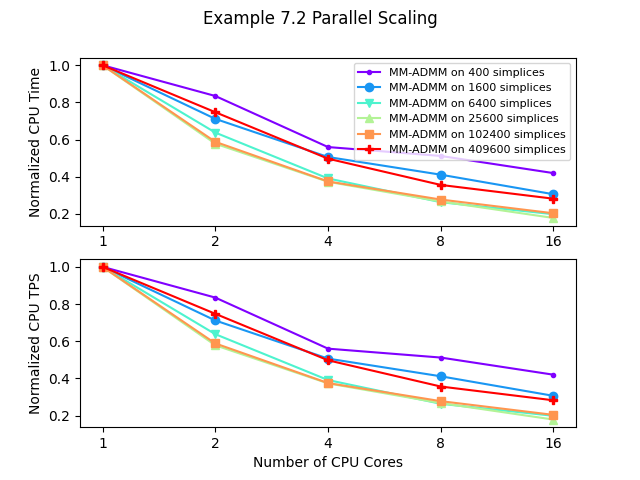 Example 7.2 Parallel Scaling
Normalized CPU Time
1.0
0.8
0.6
0.4
0.2
MM-ADMM on 400 simplices
MM-ADMM on 1600 simplices
MM-ADMM on 6400 simplices
MM-ADMM on 25600 simplices
MM-ADMM on 102400 simplices
MM-ADMM on 409600 simplices
1 2 4 8 16
Normalized CPU TPS
1.0
0.8
0.6
0.4
0.2
1 2 4 8 16
Number of CPU Cores